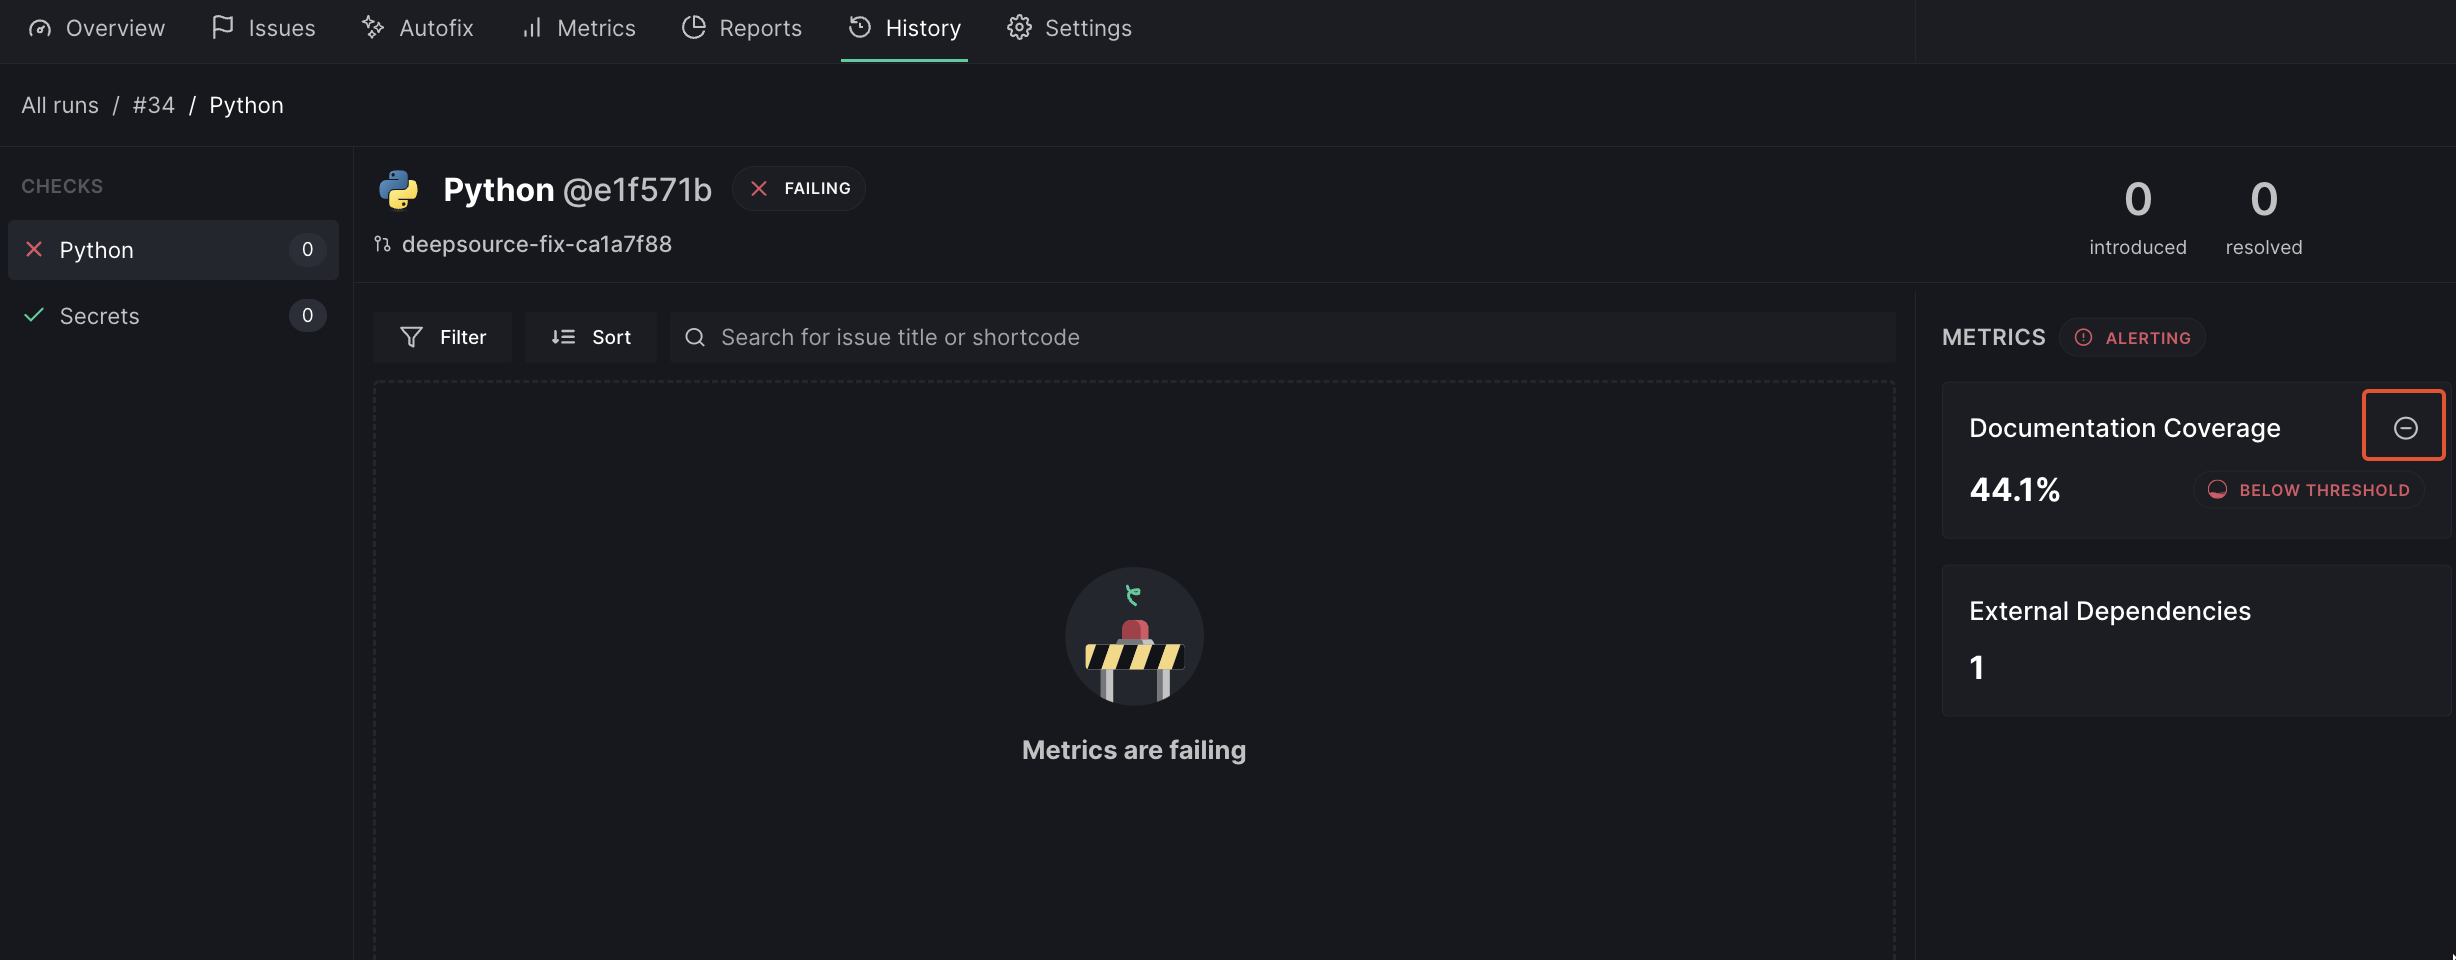 Overview Issues Autofix Metrics Reports History Settings
All runs / #34 / Python
CHECKS
Python 0
Secrets 0
Python @e1f571b FAILING
deepsource-fix-ca1a7f88
0 0
introduced resolved
Filter Sort Search for issue title or shortcode
Metrics are failing
METRICS ALERTING
Documentation Coverage
44.1% BELOW THRESHOLD
External Dependencies
1